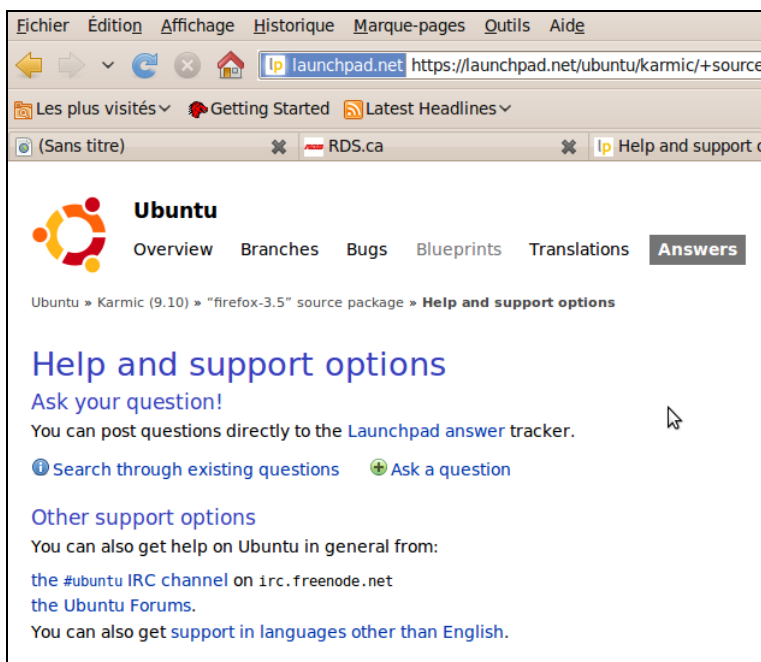 Fichier Édition Affichage Historique Marque-pages Outils Aide
lp launchpad.net https://launchpad.net/ubuntu/karmic/+source
Les plus visités Getting Started Latest Headlines
(Sans titre) RDS.ca lp Help and support
Ubuntu
Overview Branches Bugs Blueprints Translations Answers
Ubuntu » Karmic (9.10) » “firefox-3.5” source package » Help and support options
Help and support options
Ask your question!
You can post questions directly to the Launchpad answer tracker.
Search through existing questions Ask a question
Other support options
You can also get help on Ubuntu in general from:
the #ubuntu IRC channel on irc.freenode.net
the Ubuntu Forums.
You can also get support in languages other than English.